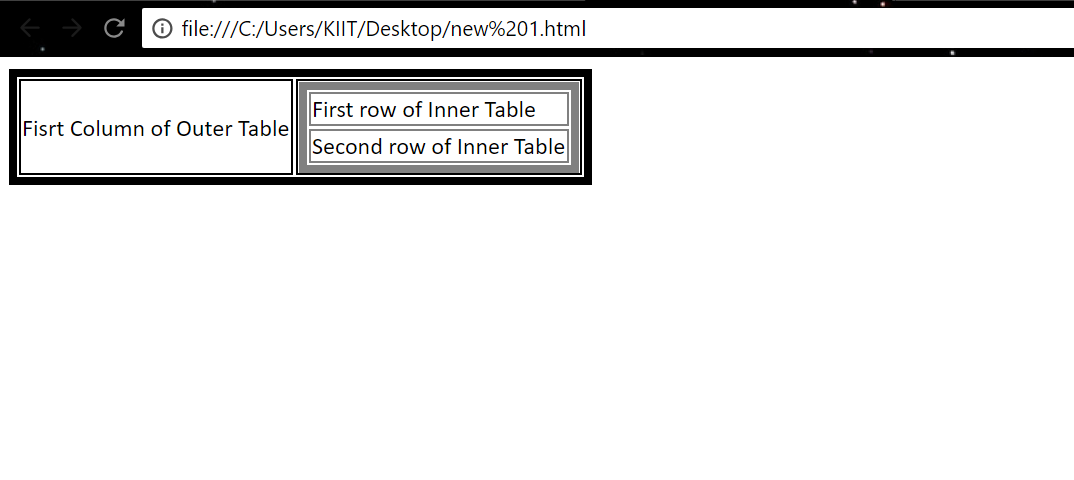 file:///C:/Users/KIIT/Desktop/new%201.html
Fisrt Column of Outer Table
First row of Inner Table
Second row of Inner Table